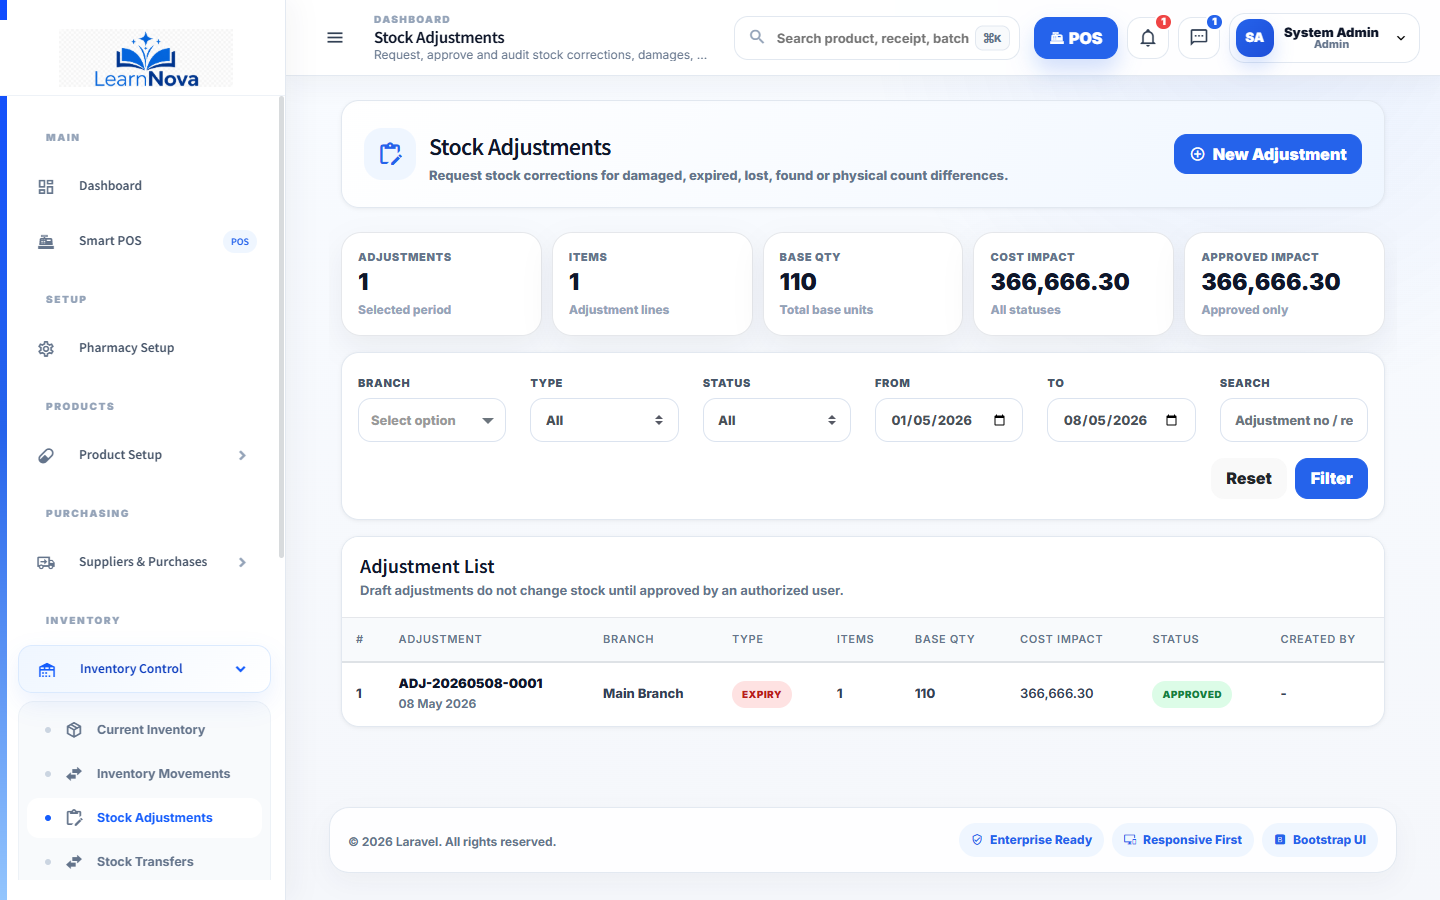 LearnNova
MAIN
Dashboard
Smart POS
POS
SETUP
Pharmacy Setup
PRODUCTS
Product Setup
PURCHASING
Suppliers & Purchases
INVENTORY
Inventory Control
Current Inventory
Inventory Movements
Stock Adjustments
Stock Transfers
DASHBOARD
Stock Adjustments
Request, approve and audit stock corrections, damages, ...
Search product, receipt, batch
⌘K
POS
1
1
SA
System Admin
Admin
Stock Adjustments
Request stock corrections for damaged, expired, lost, found or physical count differences.
New Adjustment
ADJUSTMENTS
1
Selected period
ITEMS
1
Adjustment lines
BASE QTY
110
Total base units
COST IMPACT
366,666.30
All statuses
APPROVED IMPACT
366,666.30
Approved only
BRANCH
Select option
TYPE
All
STATUS
All
FROM
01/05/2026
TO
08/05/2026
SEARCH
Adjustment no / re
Reset
Filter
Adjustment List
Draft adjustments do not change stock until approved by an authorized user.
# ADJUSTMENT BRANCH TYPE ITEMS BASE QTY COST IMPACT STATUS CREATED BY
1 ADJ-20260508-0001 Main Branch EXPIRY 1 110 366,666.30 APPROVED -
08 May 2026
© 2026 Laravel. All rights reserved.
Enterprise Ready
Responsive First
Bootstrap UI